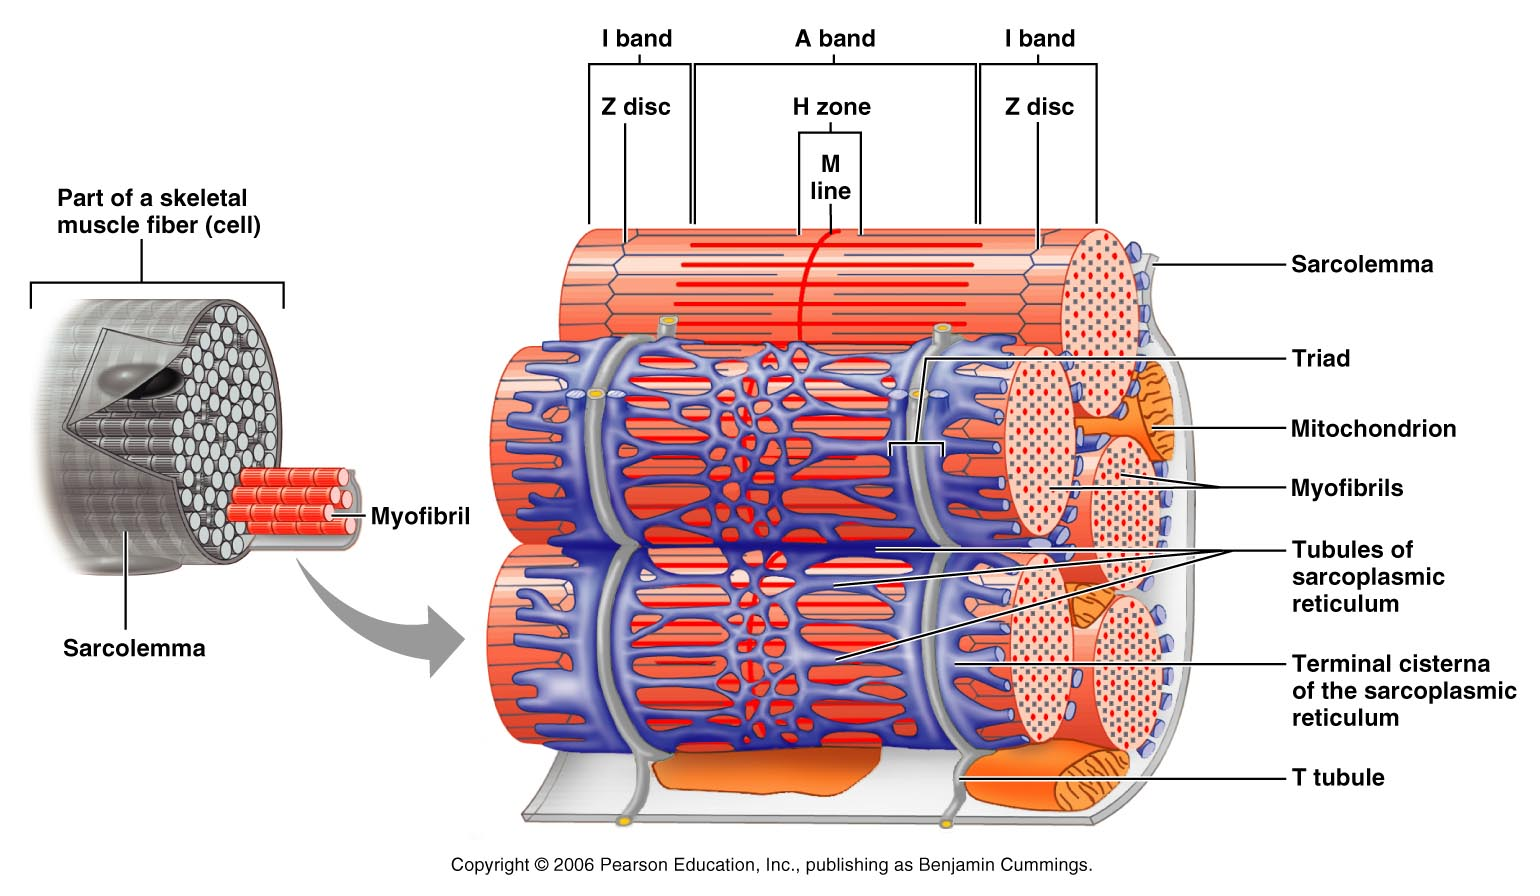 I band
A band
I band
Z disc
H zone
Z disc
M
line
Part of a skeletal
muscle fiber (cell)
Sarcolemma
Triad
Mitochondrion
Myofibrils
Myofibril
Tubules of
sarcoplasmic
reticulum
Sarcolemma
Terminal cisterna
of the sarcoplasmic
reticulum
T tubule
Copyright © 2006 Pearson Education, Inc., publishing as Benjamin Cummings.